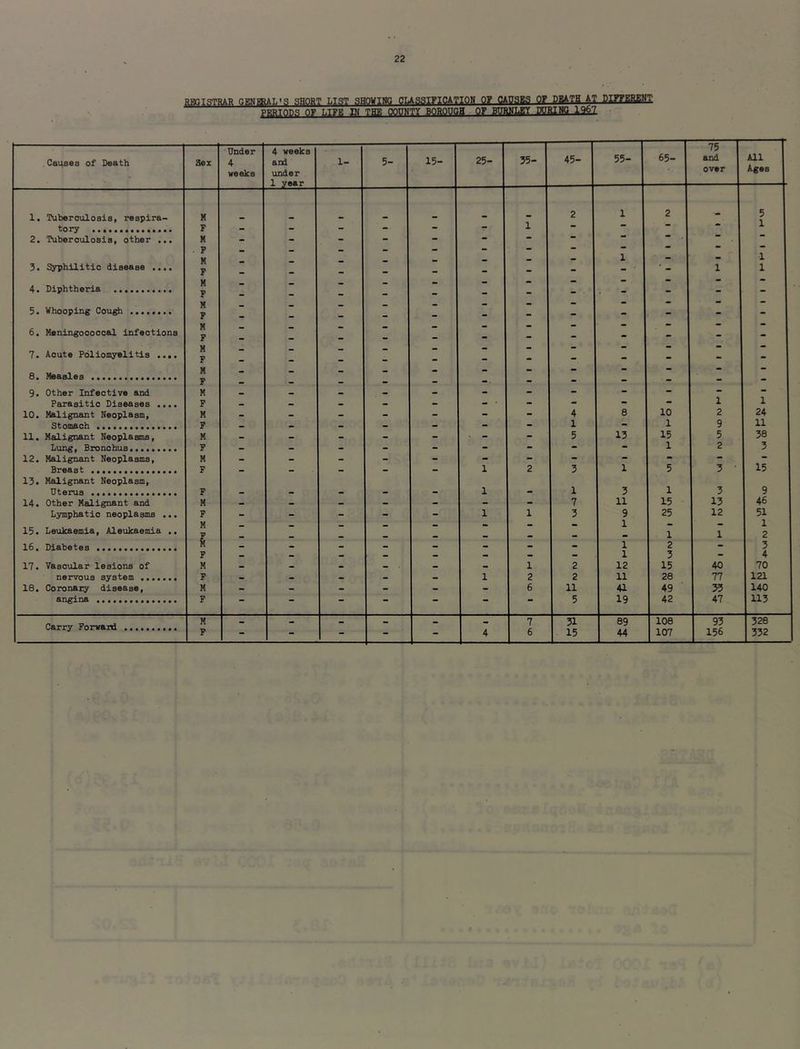 22
REGISTRAR GENERAL'S SHORT LIST SHOWING CLASSIFICATION OF CAUSES OF DEATH AT DIFFERENT
PERIODS OF LIFE IN THE COUNTY BOROUGH OF BURNLEY DURING 1967
Causes of Death Sex Under 4 weeks 4 weeks and under 1 year 1- 5- 15- 25- 35- 45- 55- 65- 75 and over All Ages
1. Tuberculosis, respira- M - - - - - - - 2 1 2 - 5
tory ............... F - - - - - - 1 - - - - 1
2. Tuberculosis, other ... M - - - - - - - - - - - -
F - - - - - - - - - - - -
M - - - - - - - - 1 - - 1
3. Syphilitic disease ....
F - - - - - - - - - - 1 1
M - - - - - - - - - - - -
4. Diphtheria ...........
F - - - - - - - - - - - -
M - - - - - - - - - - - -
5. Whooping Cough ........
F - - - - - - - - - - - -
M - - - - - - - - - - - -
6. Meningococcal infections
F - - - - - - - - - - - -
M - - - - - - - - - - - -
7. Acute Poliomyelitis ....
F - - - - - - - - - - - -
M - - - - - - - - - - - -
8. Measles ................
F - - - - - - - - - - - -
9. Other Infective and M - - - - - - - - - - - -
Parasitic Diseases .... F - - - - - - - - - - 1 1
10. Malignant Neoplasm, M - - - - - - - 4 8 10 2 24
Stomach ............... F - - - - - - - 1 - 1 9 11
11. Malignant Neoplasms, M - - - - - - - 5 13 15 5 38
Lung, Bronchus......... F - - - - - - - - - 1 2 3
12. Malignant Neoplasms, M - - - - - - - - - - - -
Breast ................ F - - - - - 1 2 3 1 5 3 15
13. Malignant Neoplasm,
Uterus ................ F - - - - - 1 - 1 3 1 3 9
14. Other Malignant and M - - - - - - - 7 11 15 13 46
Lymphatic neoplasms ... F - - - - - 1 1 3 9 25 12 51
M - - - - - - - - 1 - - 1
15. Leukaemia, Aleukaemia ..
F - - - - - - - - - 1 1 2
16. Diabetes ............... M - - - - - - - - 1 2 - 3
F - - - - - - - - 1 3 - 4
17. Vascular lesions of M - - - - - - 1 2 12 15 40 70
nervous system ....... F - - - - - 1 2 2 11 28 77 121
18. Coronary disease, M - - - - - - 6 11 41 49 33 140
angina ............... F - - - - - - - 5 19 42 47 113
Carry Forward .......... M - - - - - - 7 31 89 108 93 328
F - - - - - 4 6 15 44 107 156 332